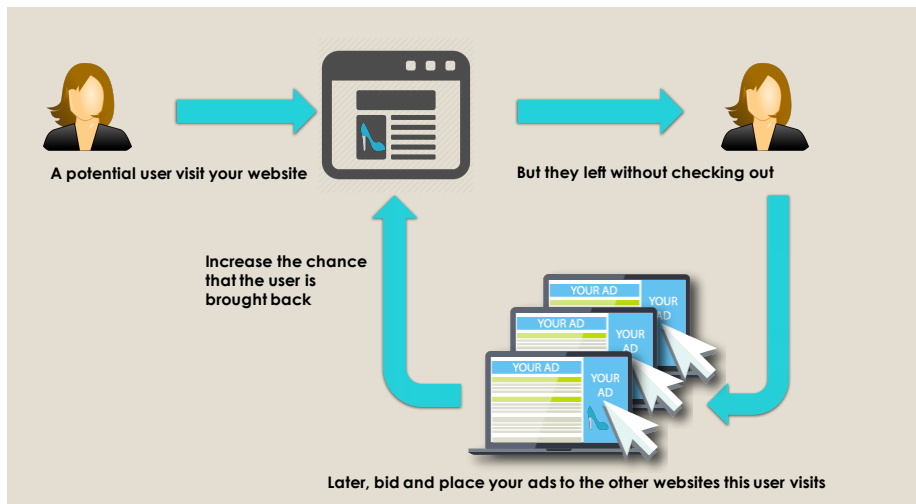 A potential user visit your website
But they left without checking out
Increase the chance
that the user is
brought back
YOUR AD
YOUR
AD
YOUR AD
YOUR
AD
YOUR AD
YOUR
AD
Later, bid and place your ads to the other websites this user visits